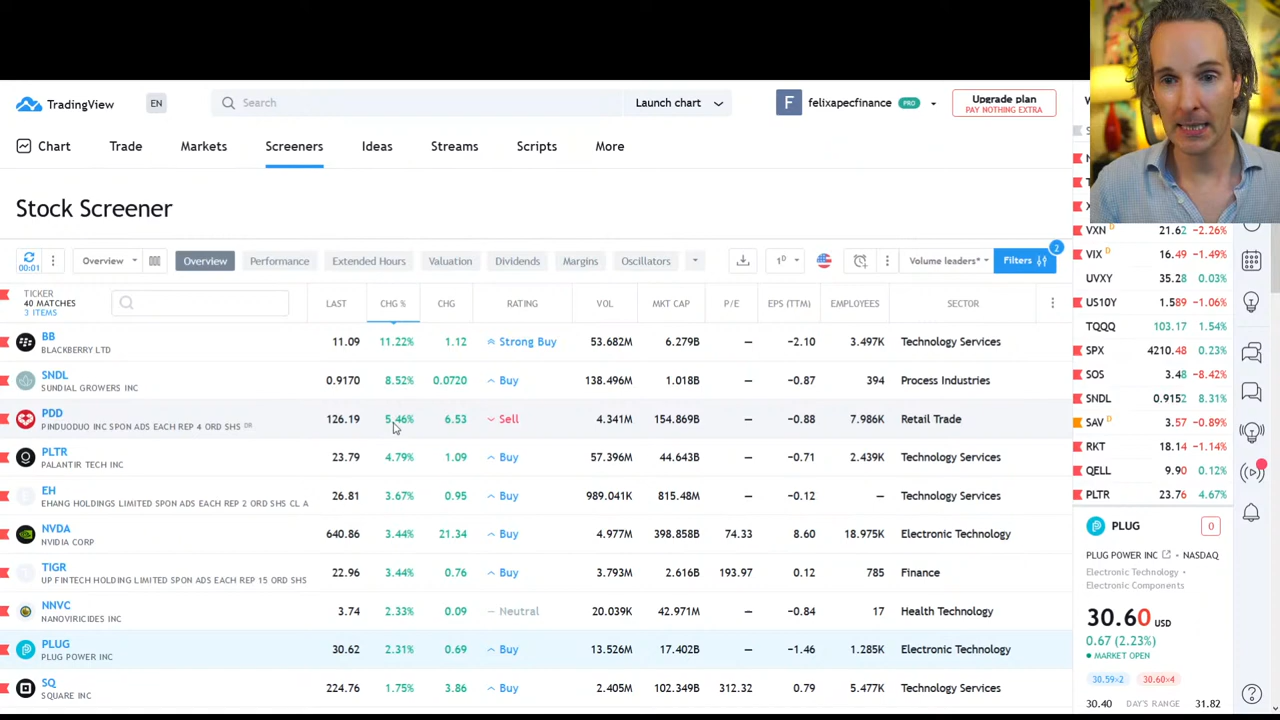 TradingView
EN
Search
Launch chart
F
felixapecfinance
PRO
Upgrade plan
PAY NOTHING EXTRA
Chart
Trade
Markets
Screeners
Ideas
Streams
Scripts
More
Stock Screener
00:01
Overview
Overview
Performance
Extended Hours
Valuation
Dividends
Margins
Oscillators
1D
Volume leaders*
Filters
2
TICKER
40 MATCHES
3 ITEMS
LAST
CHG %
CHG
RATING
VOL
MKT CAP
P/E
EPS (TTM)
EMPLOYEES
SECTOR
BB
BLACKBERRY LTD
11.09 11.22% 1.12 Strong Buy 53.682M 6.279B — −2.10 3.497K Technology Services
SNDL
SUNDIAL GROWERS INC
0.9170 8.52% 0.0720 Buy 138.496M 1.018B — −0.87 394 Process Industries
PDD
PINDUODUO INC SPON ADS EACH REP 4 ORD SHS DR
126.19 5.46% 6.53 Sell 4.341M 154.869B — −0.88 7.986K Retail Trade
PLTR
PALANTIR TECH INC
23.79 4.79% 1.09 Buy 57.396M 44.643B — −0.71 2.439K Technology Services
EH
EHANG HOLDINGS LIMITED SPON ADS EACH REP 2 ORD SHS CL A
26.81 3.67% 0.95 Buy 989.041K 815.48M — −0.12 — Technology Services
NVDA
NVIDIA CORP
640.86 3.44% 21.34 Buy 4.977M 398.858B 74.33 8.60 18.975K Electronic Technology
TIGR
UP FINTECH HOLDING LIMITED SPON ADS EACH REP 15 ORD SHS
22.96 3.44% 0.76 Buy 3.793M 2.616B 193.97 0.12 785 Finance
NNVC
NANOVIRICIDES INC
3.74 2.33% 0.09 Neutral 20.039K 42.971M — −0.84 17 Health Technology
PLUG
PLUG POWER INC
30.62 2.31% 0.69 Buy 13.526M 17.402B — −1.46 1.285K Electronic Technology
SQ
SQUARE INC
224.76 1.75% 3.86 Buy 2.405M 102.349B 312.32 0.79 5.477K Technology Services
VXN D 21.62 −2.26%
VIX D 16.49 −1.49%
UVXY 35.28 0.03%
US10Y 1.589 −1.06%
TQQQ 103.17 1.54%
SPX 4210.48 0.23%
SOS 3.48 −8.42%
SNDL 0.9152 8.31%
SAV D 3.57 −0.89%
RKT 18.14 −1.14%
QELL 9.90 0.12%
PLTR 23.76 4.67%
PLUG
0
PLUG POWER INC • NASDAQ
Electronic Technology •
Electronic Components
30.60 USD
0.67 (2.23%)
MARKET OPEN
30.59×2
30.60×4
30.40 DAY'S RANGE 31.82